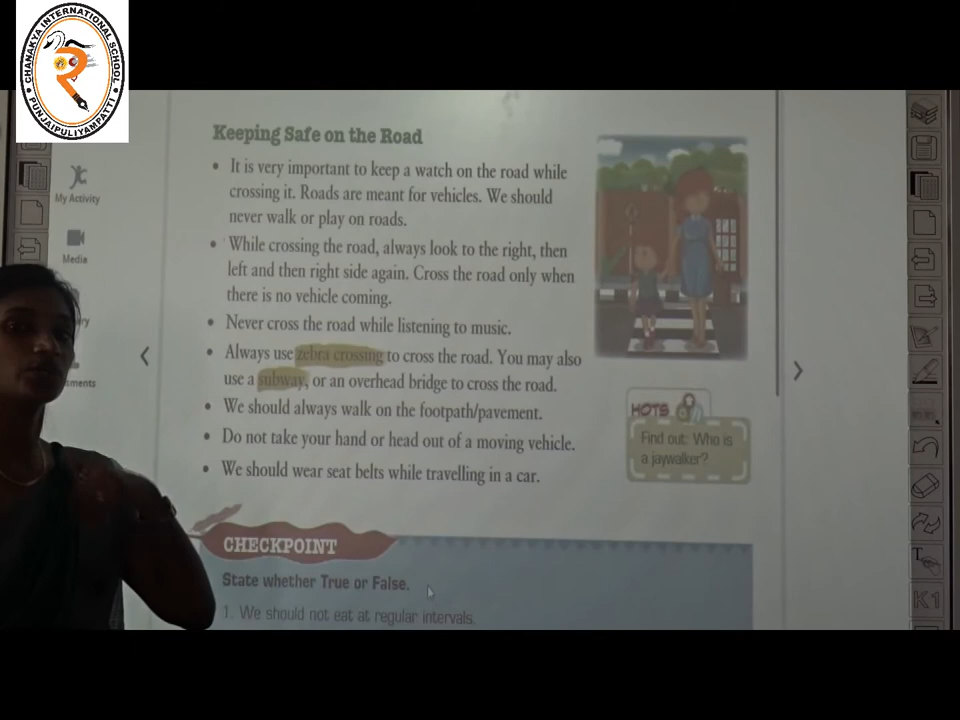 CHANAKYA INTERNATIONAL SCHOOL
PUNJAIPULIYAMPATTI
Keeping Safe on the Road
• It is very important to keep a watch on the road while
crossing it. Roads are meant for vehicles. We should
never walk or play on roads.
• While crossing the road, always look to the right, then
left and then right side again. Cross the road only when
there is no vehicle coming.
• Never cross the road while listening to music.
• Always use zebra crossing to cross the road. You may also
use a subway, or an overhead bridge to cross the road.
• We should always walk on the footpath/pavement.
• Do not take your hand or head out of a moving vehicle.
• We should wear seat belts while travelling in a car.
My Activity
Media
HOTS
Find out: Who is
a jaywalker?
CHECKPOINT
State whether True or False.
1. We should not eat at regular intervals.
T
K1